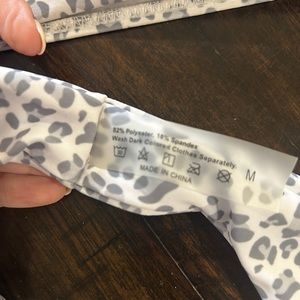 82% Polyester, 18% Spandex
Wash Dark Colored Clothes Separately.
M
MADE IN CHINA